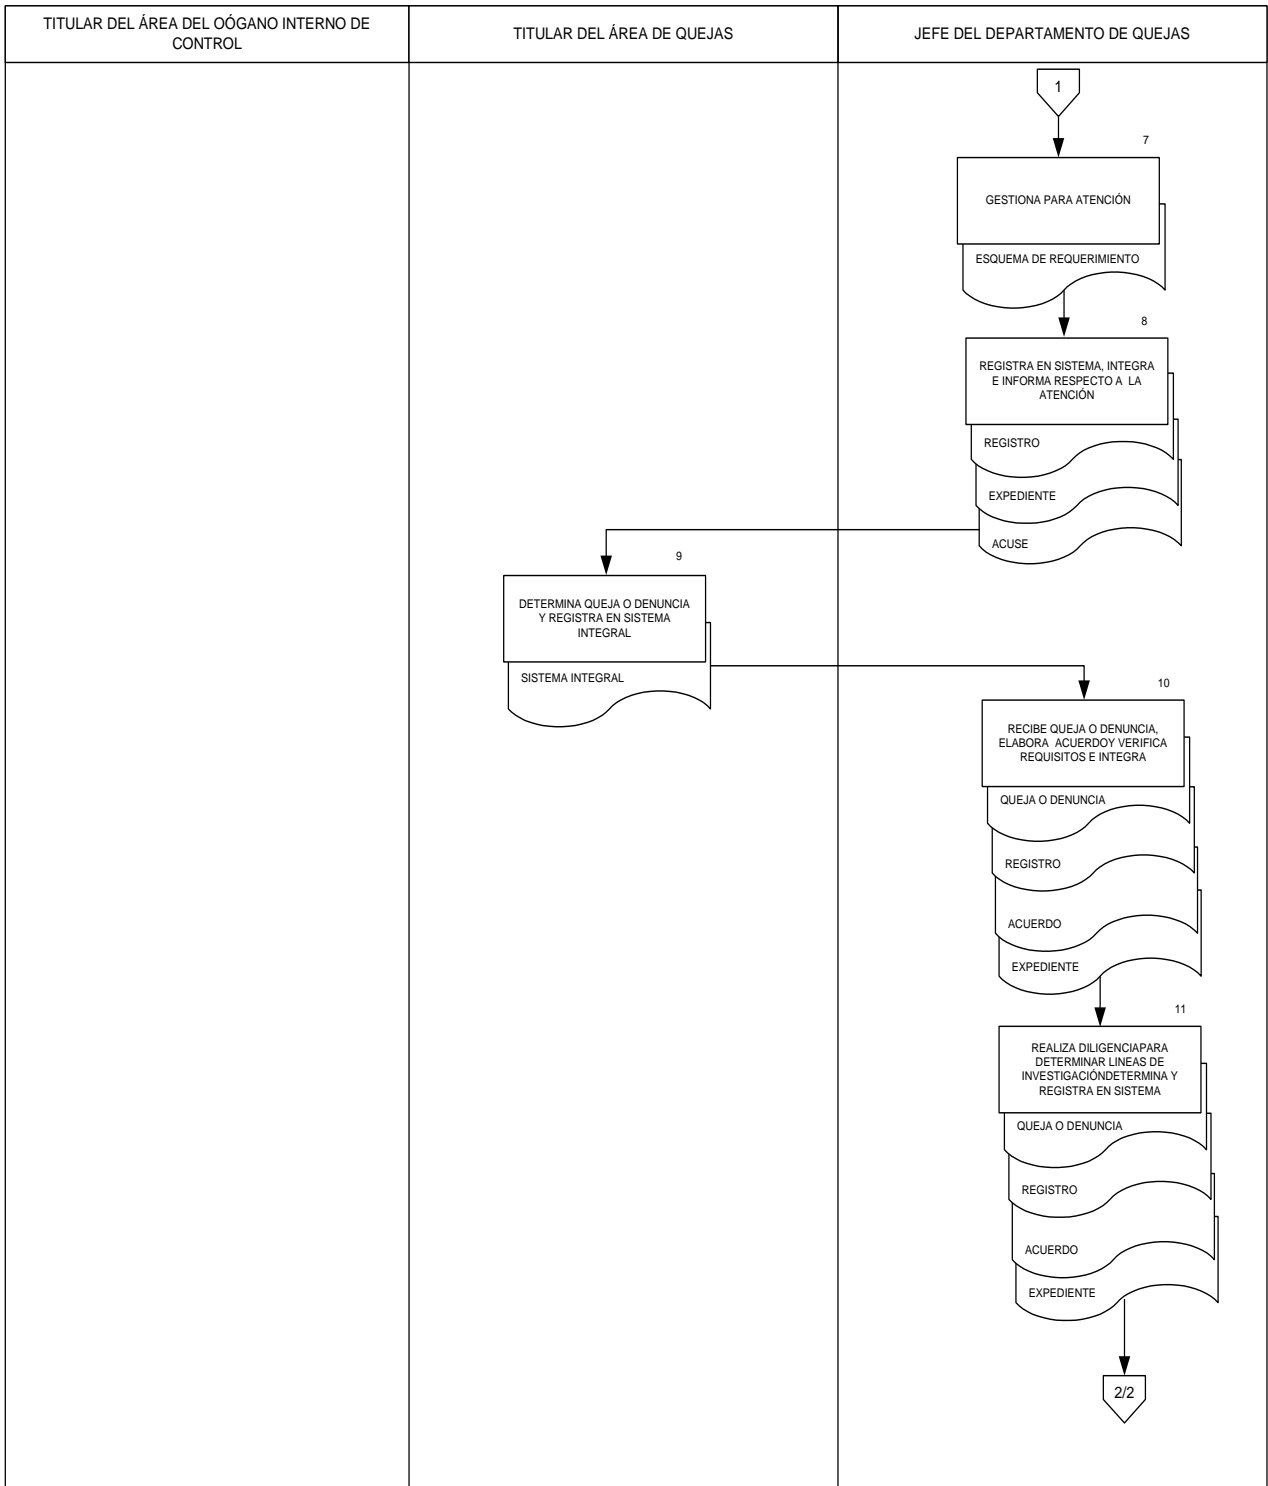 TITULAR DEL ÁREA DEL OÓGANO INTERNO DE
CONTROL
TITULAR DEL ÁREA DE QUEJAS
JEFE DEL DEPARTAMENTO DE QUEJAS
1
7
GESTIONA PARA ATENCIÓN
ESQUEMA DE REQUERIMIENTO
8
REGISTRA EN SISTEMA, INTEGRA
E INFORMA RESPECTO A LA
ATENCIÓN
REGISTRO
EXPEDIENTE
ACUSE
9
DETERMINA QUEJA O DENUNCIA
Y REGISTRA EN SISTEMA
INTEGRAL
SISTEMA INTEGRAL
10
RECIBE QUEJA O DENUNCIA,
ELABORA ACUERDOY VERIFICA
REQUISITOS E INTEGRA
QUEJA O DENUNCIA
REGISTRO
ACUERDO
EXPEDIENTE
11
REALIZA DILIGENCIAPARA
DETERMINAR LINEAS DE
INVESTIGACIÓNDETERMINA Y
REGISTRA EN SISTEMA
QUEJA O DENUNCIA
REGISTRO
ACUERDO
EXPEDIENTE
2/2